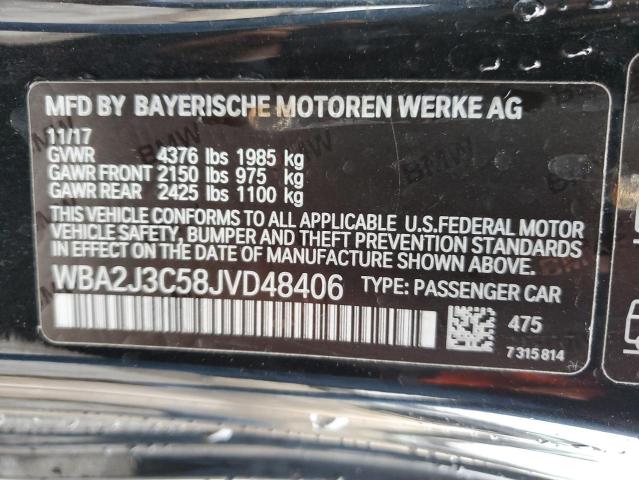 MFD BY BAYERISCHE MOTOREN WERKE AG
11/17
GVWR 4376 lbs 1985 kg
GAWR FRONT 2150 lbs 975 kg
GAWR REAR 2425 lbs 1100 kg
THIS VEHICLE CONFORMS TO ALL APPLICABLE U.S.FEDERAL MOTOR
VEHICLE SAFETY, BUMPER AND THEFT PREVENTION STANDARDS
IN EFFECT ON THE DATE OF MANUFACTURE SHOWN ABOVE.
WBA2J3C58JVD48406 TYPE: PASSENGER CAR
475
7 315 814